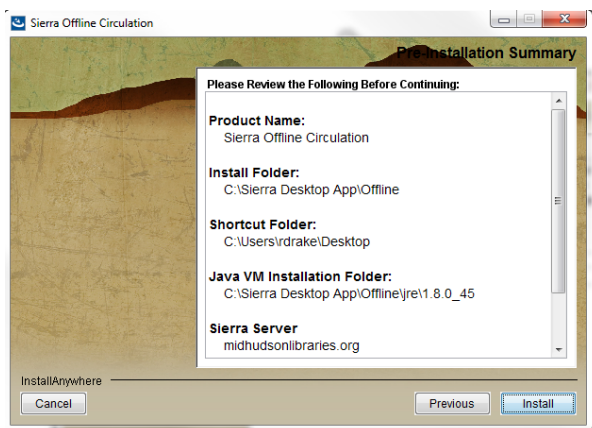 Sierra Offline Circulation
Pre-Installation Summary
Please Review the Following Before Continuing:
Product Name:
Sierra Offline Circulation
Install Folder:
C:\Sierra Desktop App\Offline
Shortcut Folder:
C:\Users\rdrake\Desktop
Java VM Installation Folder:
C:\Sierra Desktop App\Offline\jre\1.8.0_45
Sierra Server
midhudsonlibraries.org
InstallAnywhere
Cancel
Previous
Install